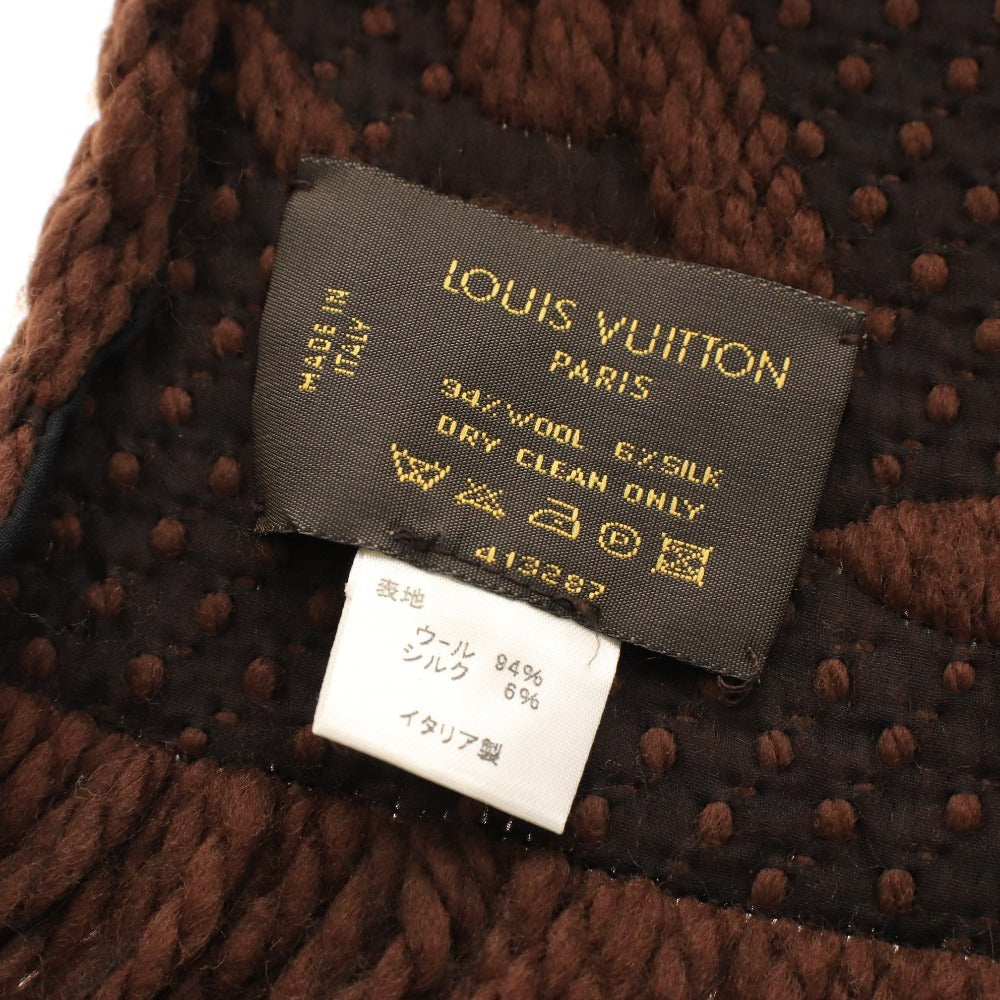 LOUIS VUITTON
PARIS
MADE IN
ITALY
94%WOOL 6%SILK
DRY CLEAN ONLY
P
413287
表地
ウール 94%
シルク 6%
イタリア製